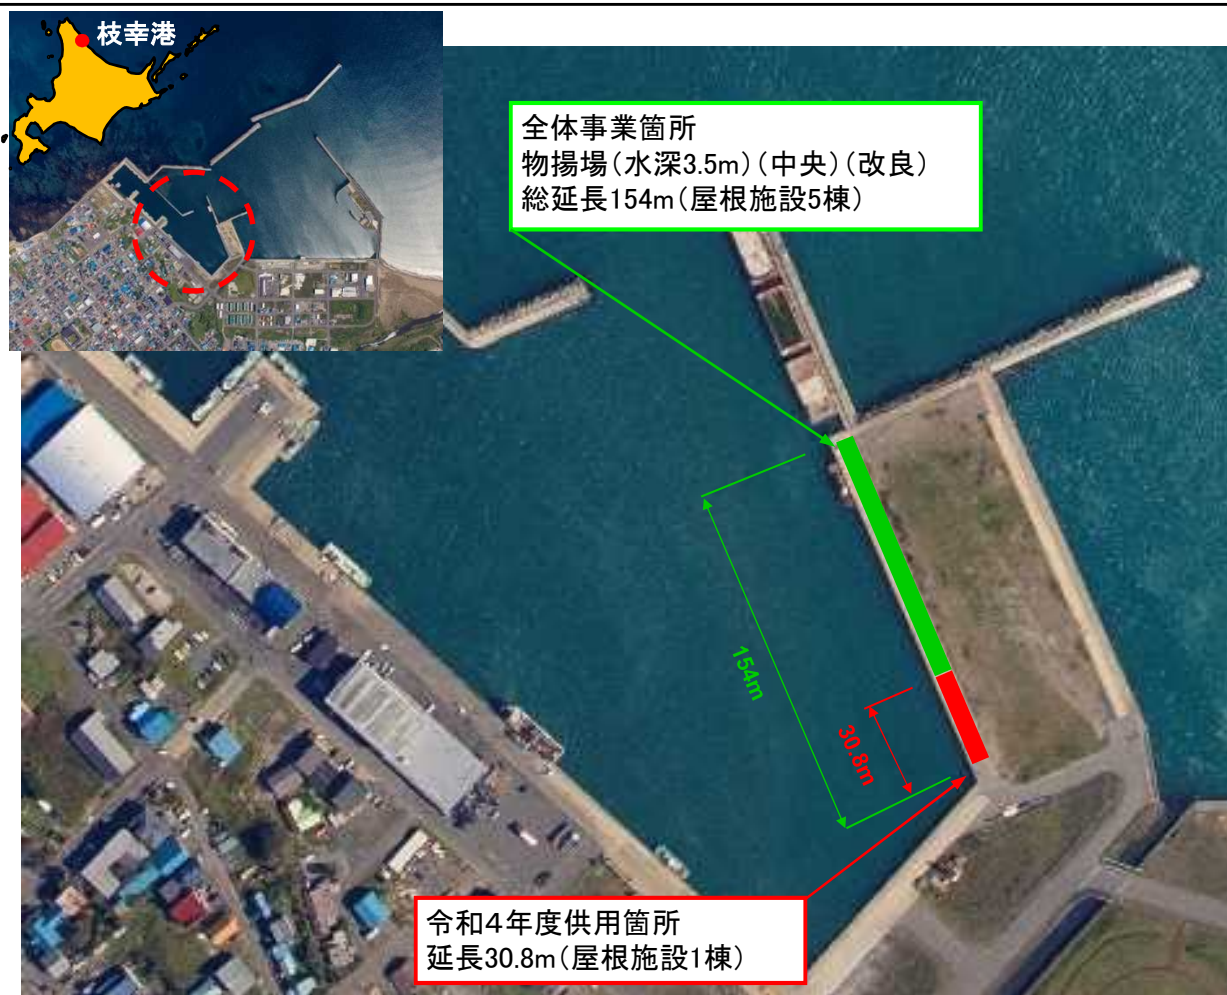 枝幸港
全体事業箇所
物揚場（水深3.5m）（中央）（改良）
総延長154m（屋根施設5棟）
154m
30.8m
令和４年度供用箇所
延長30.8m（屋根施設1棟）